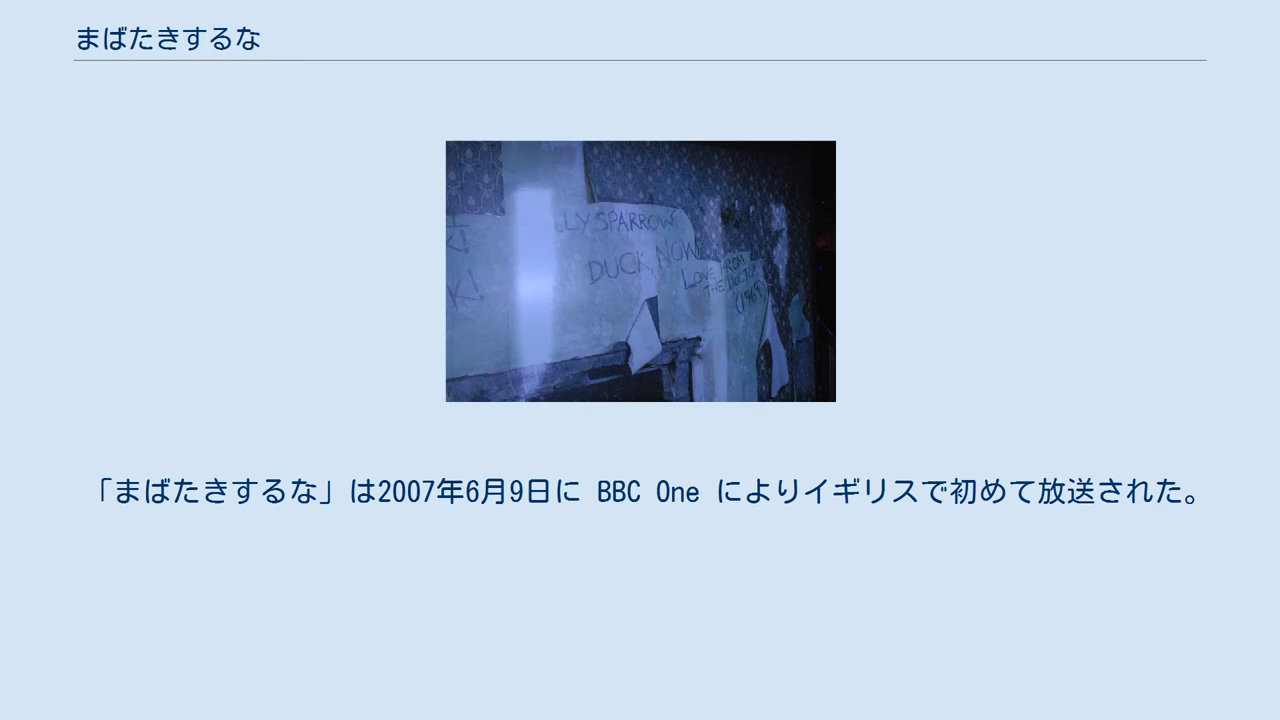 まばたきするな
LLY SPARROW
K!
DUCK, NOW
LOVE FROM
THE DOCTOR
K!
(1969)
「まばたきするな」は2007年6月9日に BBC One によりイギリスで初めて放送された。